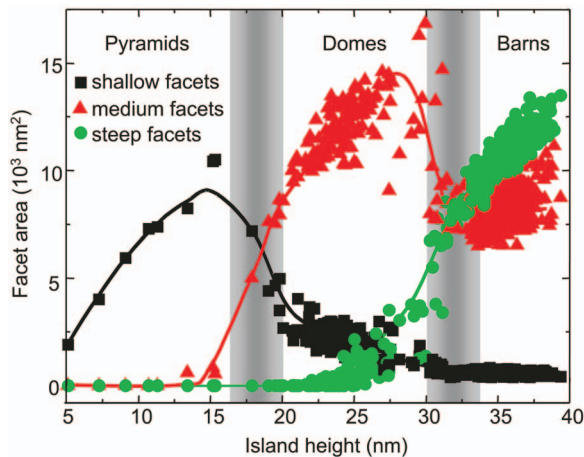 Pyramids Domes Barns
shallow facets
medium facets
steep facets
Facet area (10³ nm²)
15
10
5
0
5 10 15 20 25 30 35 40
Island height (nm)